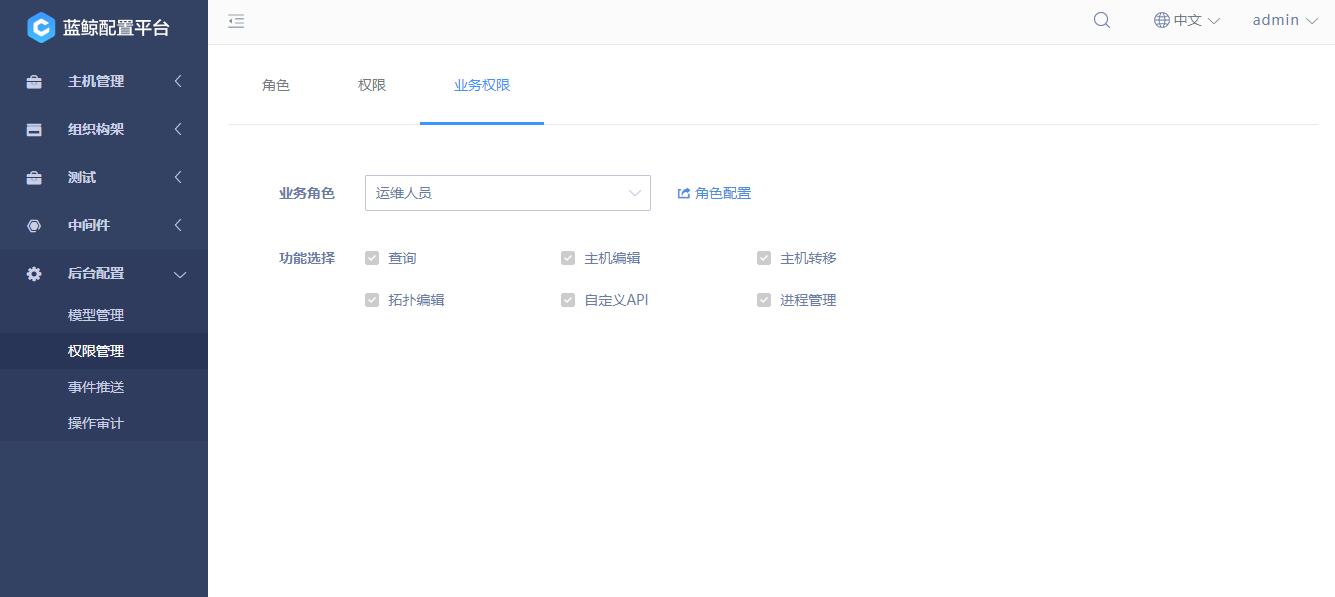 蓝鲸配置平台
中文
admin
主机管理
组织构架
测试
中间件
后台配置
模型管理
权限管理
事件推送
操作审计
角色 权限 业务权限
业务角色 运维人员 角色配置
功能选择 查询 主机编辑 主机转移
拓扑编辑 自定义API 进程管理